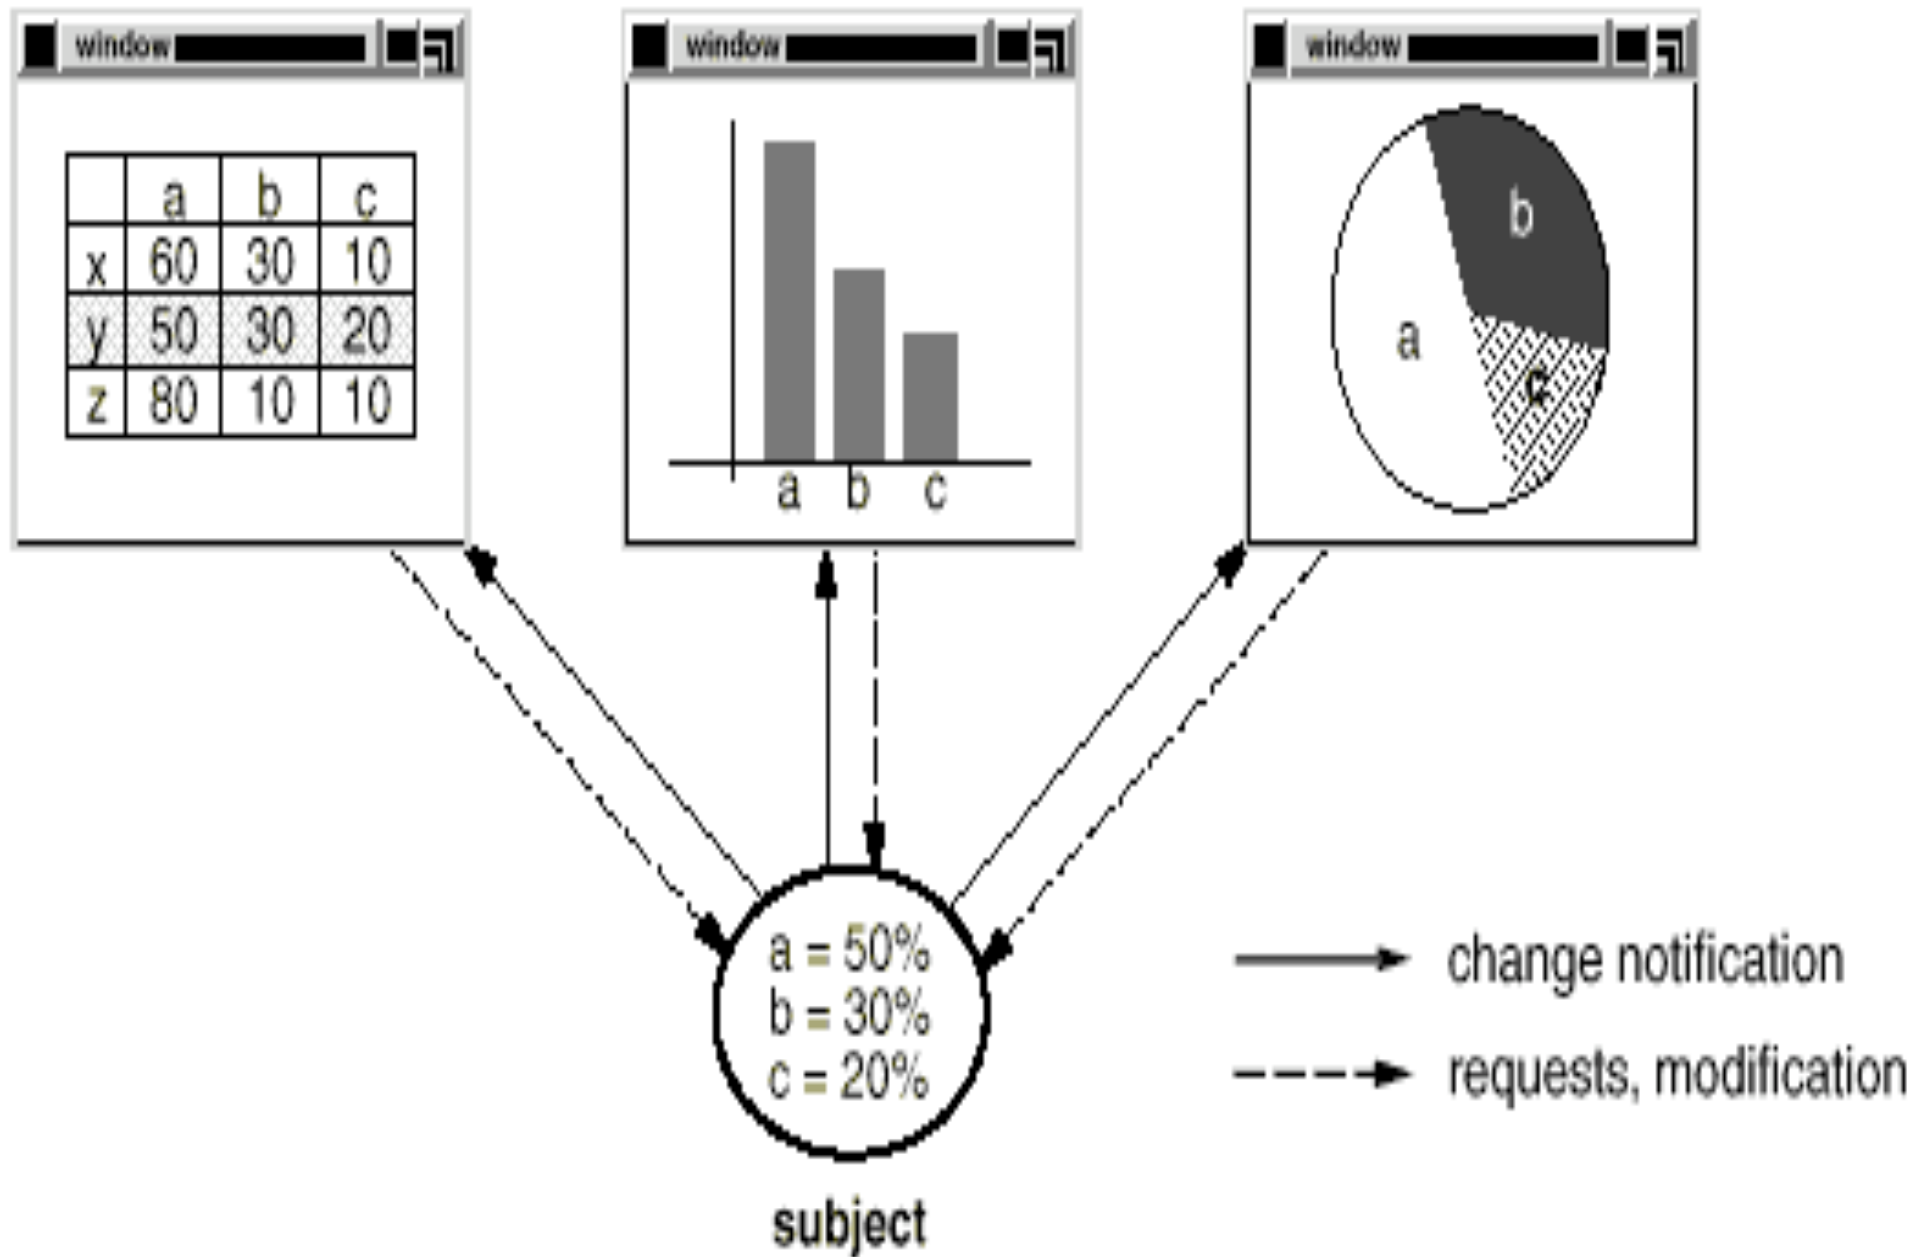 window
a b c
x 60 30 10
y 50 30 20
z 80 10 10
window
a b c
window
b
a
c
a = 50%
b = 30%
c = 20%
subject
change notification
requests, modification